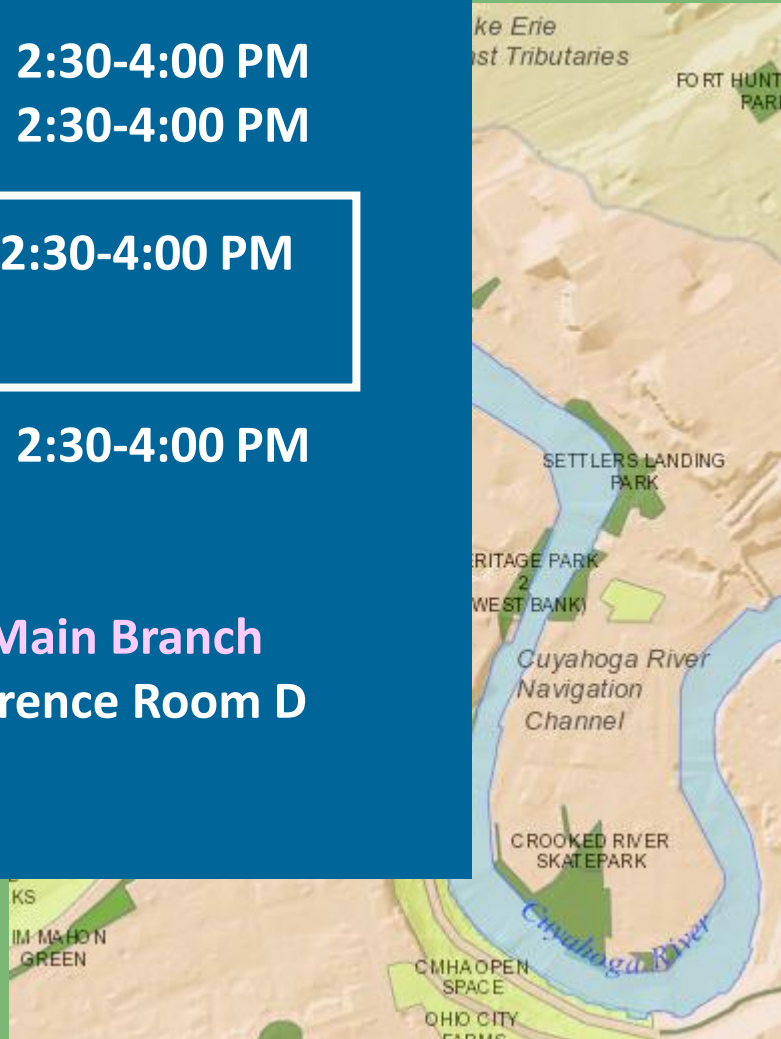 2:30-4:00 PM
2:30-4:00 PM
2:30-4:00 PM
2:30-4:00 PM
Main Branch
rence Room D
ke Erie
st Tributaries
FORT HUNT
PARK
SETTLERS LANDING
PARK
RITAGE PARK
2
WEST BANK)
Cuyahoga River
Navigation
Channel
CROOKED RIVER
SKATEPARK
Cuyahoga River
KS
IM MAHON
GREEN
CMHA OPEN
SPACE
OHIO CITY
FARMS